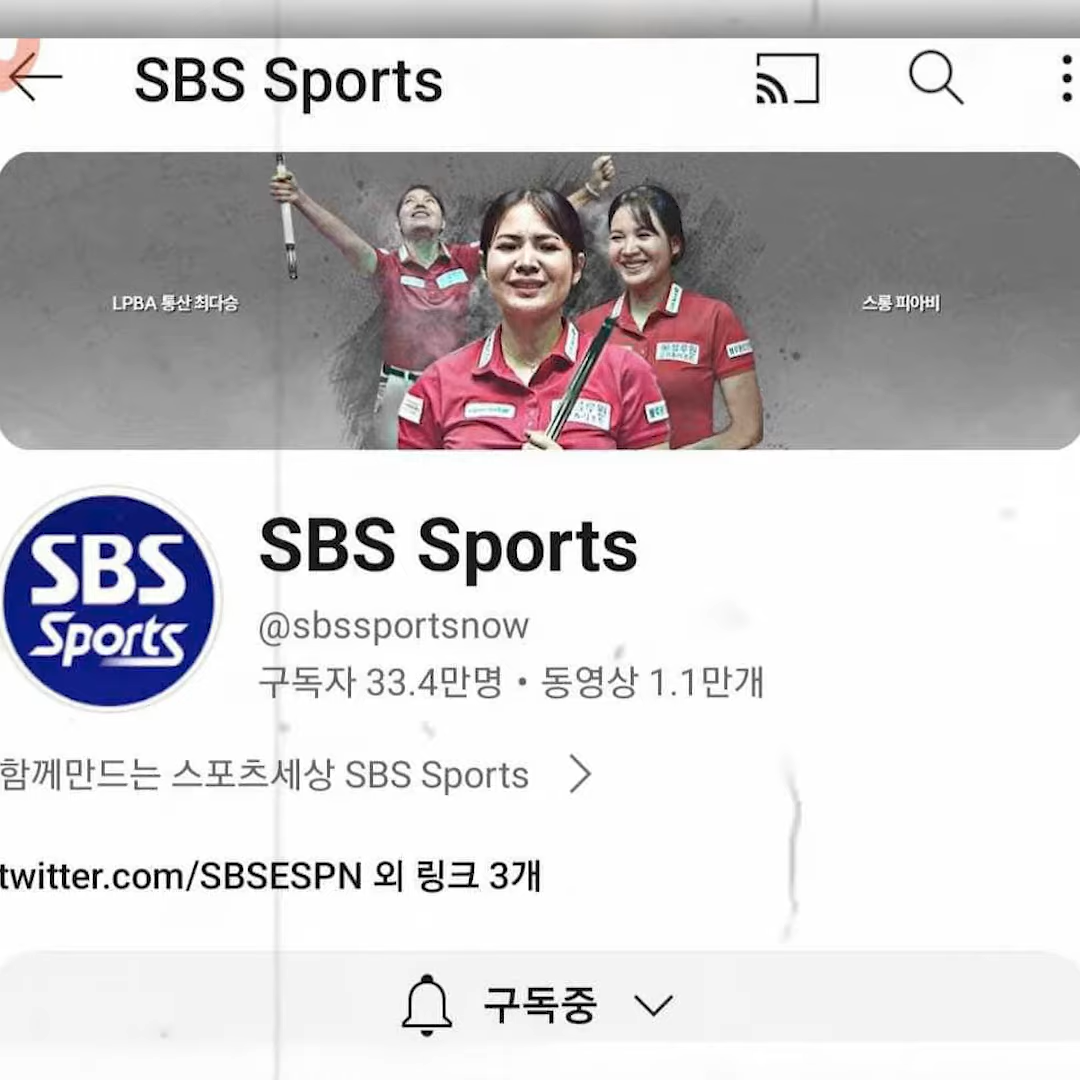 SBS Sports
LPBA 통산 최다승
스롱 피아비
SBS
Sports
SBS Sports
@sbssportsnow
구독자 33.4만명 • 동영상 1.1만개
함께만드는 스포츠세상 SBS Sports
twitter.com/SBSESPN 외 링크 3개
구독중